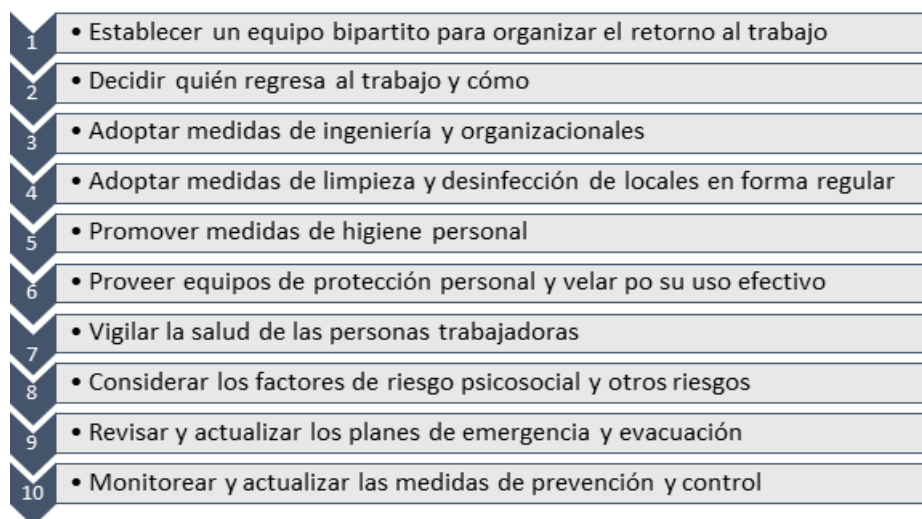 1 • Establecer un equipo bipartito para organizar el retorno al trabajo
2 • Decidir quién regresa al trabajo y cómo
3 • Adoptar medidas de ingeniería y organizacionales
4 • Adoptar medidas de limpieza y desinfección de locales en forma regular
5 • Promover medidas de higiene personal
6 • Proveer equipos de protección personal y velar po su uso efectivo
7 • Vigilar la salud de las personas trabajadoras
8 • Considerar los factores de riesgo psicosocial y otros riesgos
9 • Revisar y actualizar los planes de emergencia y evacuación
10 • Monitorear y actualizar las medidas de prevención y control